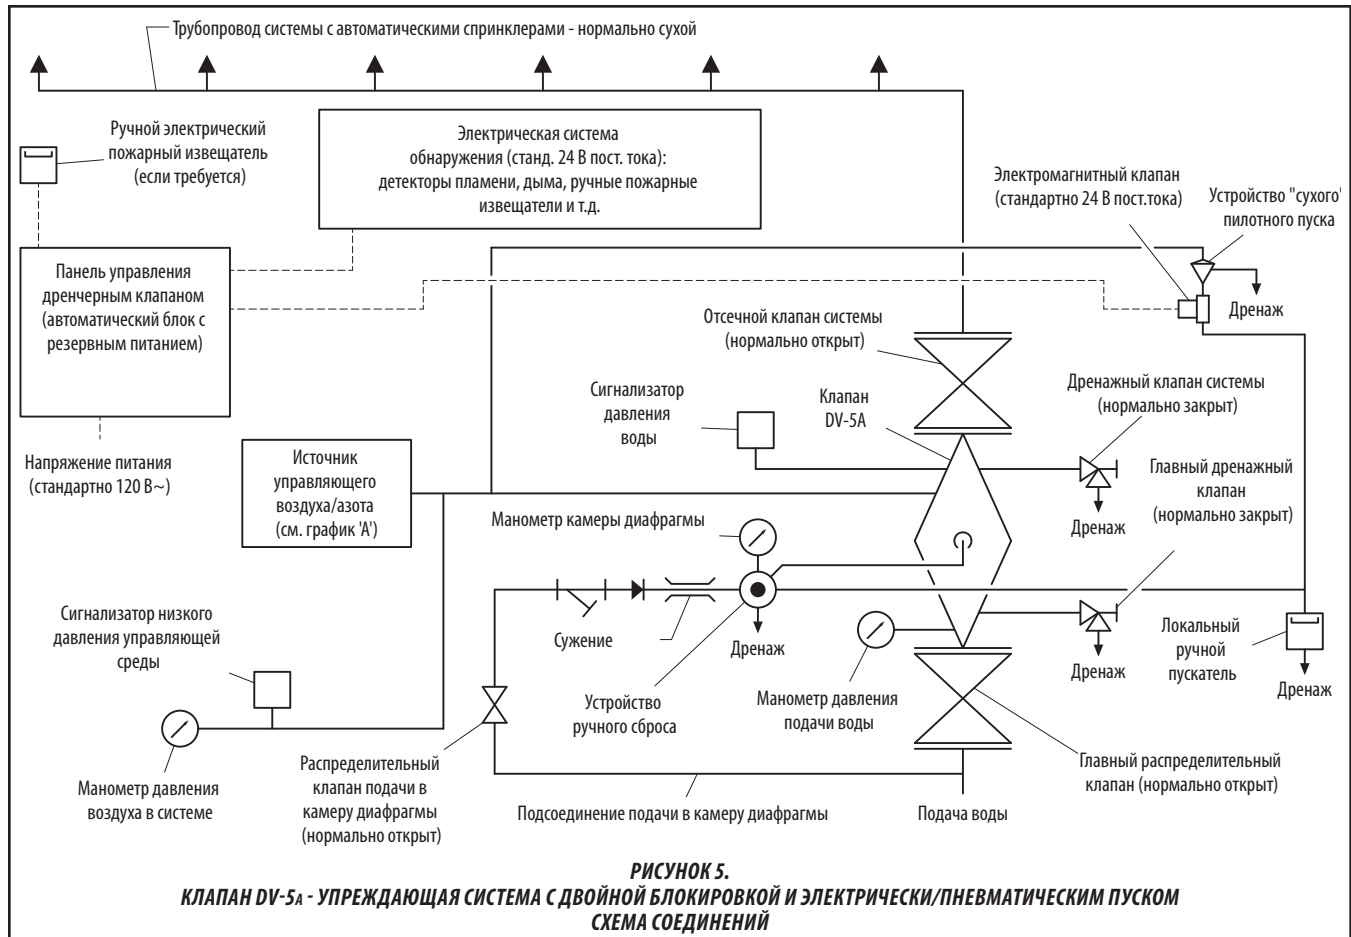 Трубопровод системы с автоматическими спринклерами - нормально сухой
Ручной электрический
пожарный извещатель
(если требуется)
Электрическая система
обнаружения (станд. 24 В пост. тока):
детекторы пламени, дыма, ручные пожарные
извещатели и т.д.
Электромагнитный клапан
(стандартно 24 В пост.тока)
Устройство "сухого"
пилотного пуска
Дренаж
Панель управления
дренчерным клапаном
(автоматический блок с
резервным питанием)
Отсечной клапан системы
(нормально открыт)
Сигнализатор
давления
воды
Клапан
DV-5A
Дренажный клапан системы
(нормально закрыт)
Дренаж
Напряжение питания
(стандартно 120 В~)
Источник
управляющего
воздуха/азота
(см. график 'А')
Манометр камеры диафрагмы
Главный дренажный
клапан
(нормально закрыт)
Сигнализатор низкого
давления управляющей
среды
Сужение
Дренаж
Дренаж
Локальный
ручной
пускатель
Дренаж
Устройство
ручного сброса
Манометр давления
подачи воды
Манометр давления
воздуха в системе
Распределительный
клапан подачи в
камеру диафрагмы
(нормально открыт)
Подсоединение подачи в камеру диафрагмы
Подача воды
Главный распределительный
клапан (нормально открыт)
РИСУНОК 5.
КЛАПАН DV-5А - УПРЕЖДАЮЩАЯ СИСТЕМА С ДВОЙНОЙ БЛОКИРОВКОЙ И ЭЛЕКТРИЧЕСКИ/ПНЕВМАТИЧЕСКИМ ПУСКОМ
СХЕМА СОЕДИНЕНИЙ